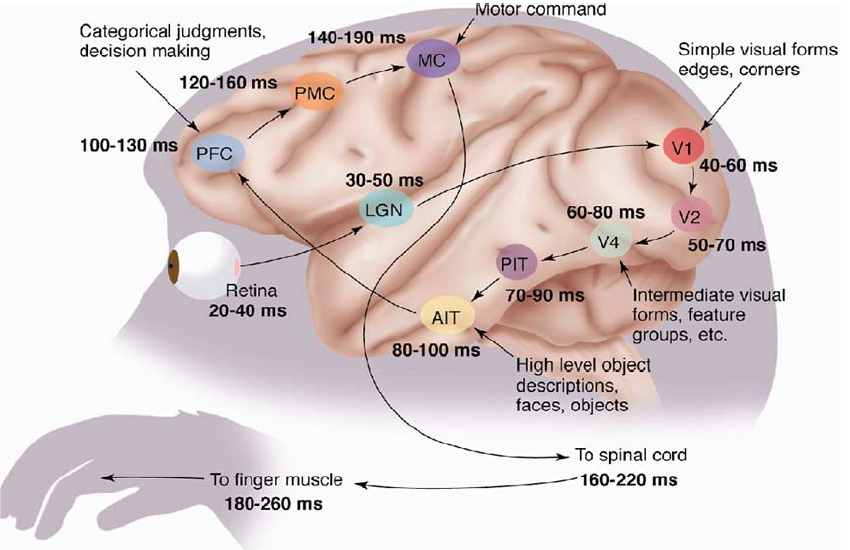 Motor command
Categorical judgments,
decision making
140-190 ms
MC
Simple visual forms
edges, corners
120-160 ms
PMC
100-130 ms
PFC
V1
40-60 ms
30-50 ms
LGN
60-80 ms
V2
V4
50-70 ms
PIT
Retina
20-40 ms
70-90 ms
Intermediate visual
forms, feature
groups, etc.
AIT
80-100 ms
High level object
descriptions,
faces, objects
To spinal cord
160-220 ms
To finger muscle
180-260 ms